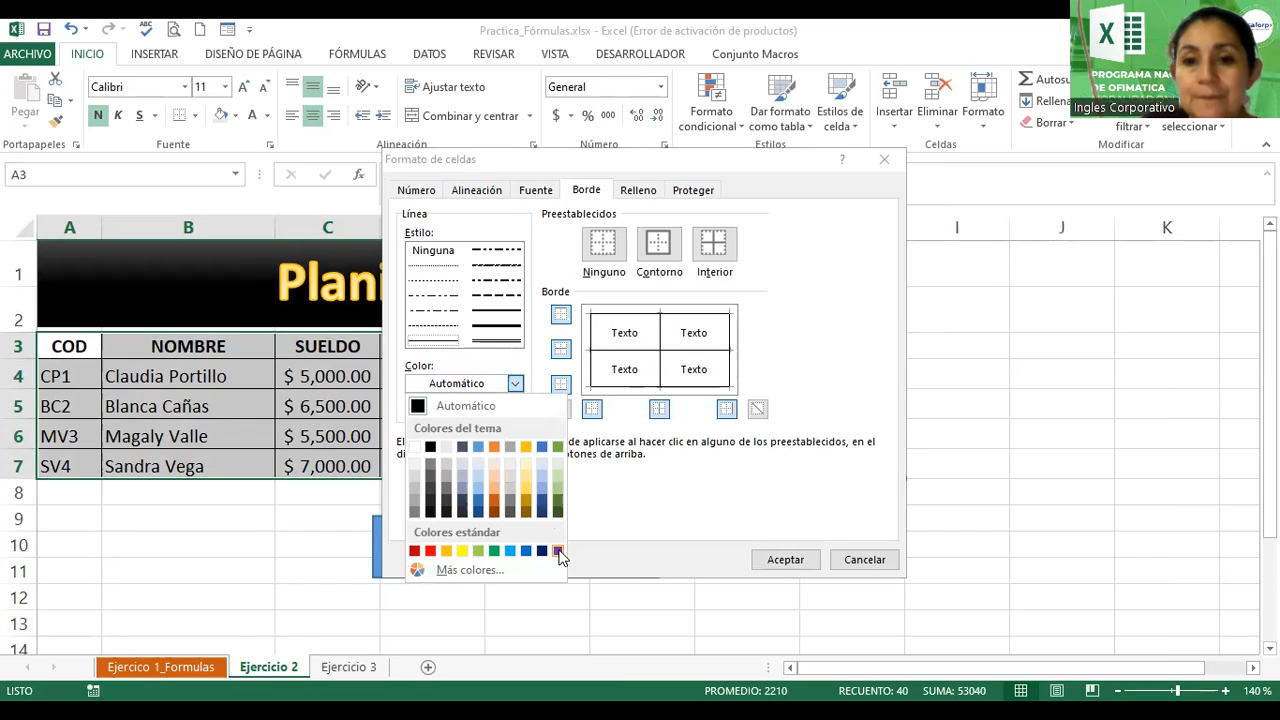 Practica_Fórmulas.xlsx - Excel (Error de activación de productos)
ARCHIVO INICIO INSERTAR DISEÑO DE PÁGINA FÓRMULAS DATOS REVISAR VISTA DESARROLLADOR Conjunto Macros
PROGRAMA NA
DE OFIMATICA
Ingles Corporativo
Pegar
Calibri 11
N K S
Ajustar texto
Combinar y centrar
General
$ % 000
Formato
condicional
Dar formato
como tabla
Estilos de
celda
Insertar Eliminar Formato
Autosu
Rellena
Borrar
filtrar
seleccionar
Portapapeles Fuente Alineación Número Estilos Celdas Modificar
A3
fx
A B C I J K
1 Plani
2
3 COD NOMBRE SUELDO
4 CP1 Claudia Portillo $ 5,000.00
5 BC2 Blanca Cañas $ 6,500.00
6 MV3 Magaly Valle $ 5,500.00
7 SV4 Sandra Vega $ 7,000.00
8
9
10
11
12
13
14
Formato de celdas ?
Número Alineación Fuente Borde Relleno Proteger
Línea
Estilo:
Ninguna
Color:
Automático
Automático
Colores del tema
Colores estándar
Más colores...
Preestablecidos
Ninguno Contorno Interior
Borde
Texto Texto
Texto Texto
El
de aplicarse al hacer clic en alguno de los preestablecidos, en
di
otones de arriba.
Aceptar Cancelar
Ejercico 1_Formulas Ejercicio 2 Ejercicio 3
LISTO PROMEDIO: 2210 RECUENTO: 40 SUMA: 53040 140 %